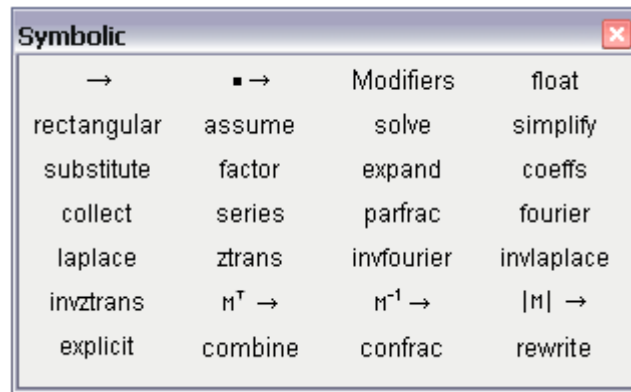 Symbolic
→ ▪ → Modifiers float
rectangular assume solve simplify
substitute factor expand coeffs
collect series parfrac fourier
laplace ztrans invfourier invlaplace
invztrans Mᵀ → M⁻¹ → |M| →
explicit combine confrac rewrite